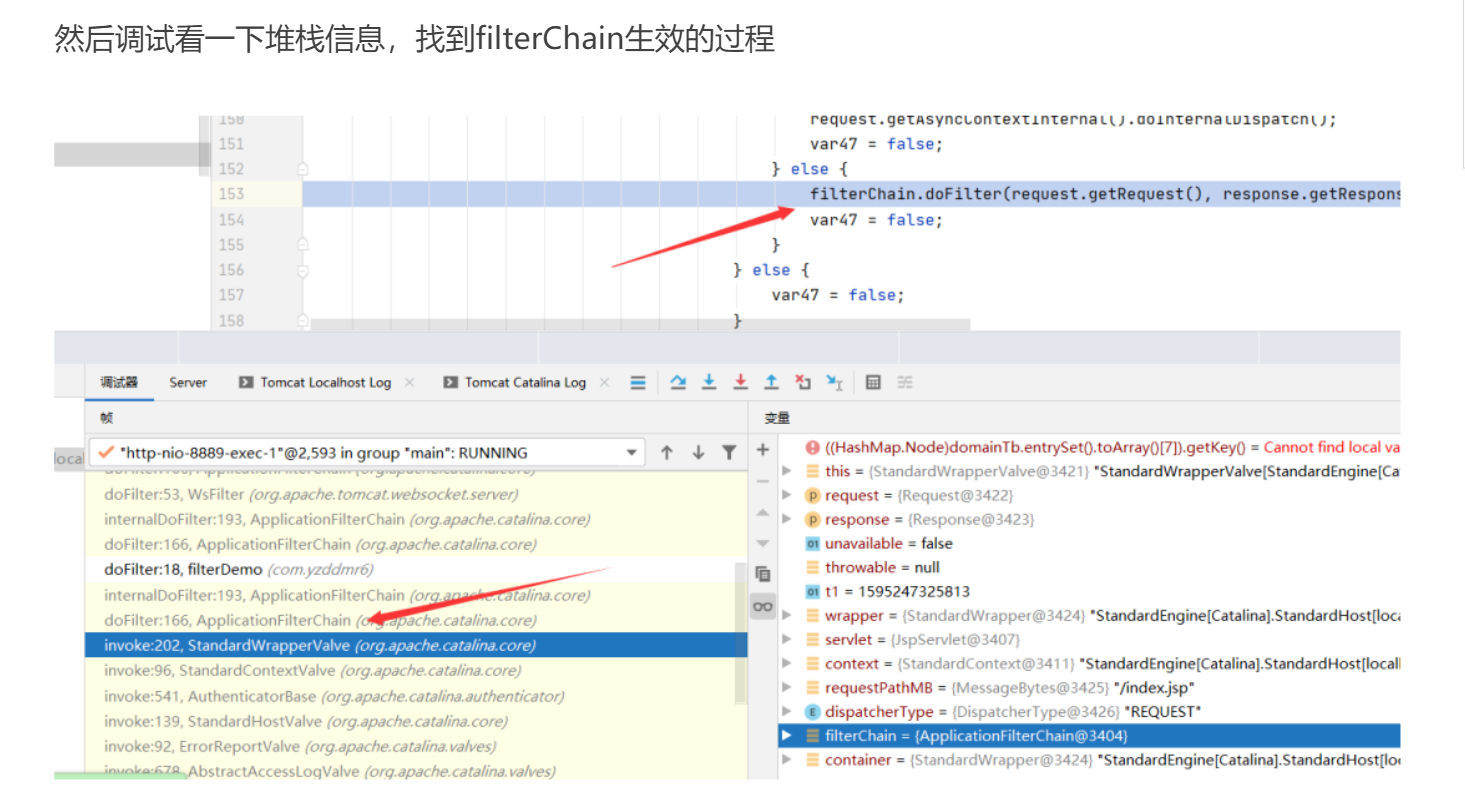 然后调试看一下堆栈信息，找到filterChain生效的过程
150 request.getAsyncContextInternal().doInternalDispatch();
151 var47 = false;
152 } else {
153 filterChain.doFilter(request.getRequest(), response.getRespons
154 var47 = false;
155 }
156 } else {
157 var47 = false;
158 }
调试器 Server Tomcat Localhost Log × Tomcat Catalina Log ×
帧 变量
ocal
"http-nio-8889-exec-1"@2,593 in group "main": RUNNING
doFilter:166, ApplicationFilterChain (org.apache.catalina.core)
doFilter:53, WsFilter (org.apache.tomcat.websocket.server)
internalDoFilter:193, ApplicationFilterChain (org.apache.catalina.core)
doFilter:166, ApplicationFilterChain (org.apache.catalina.core)
doFilter:18, filterDemo (com.yzddmr6)
internalDoFilter:193, ApplicationFilterChain (org.apache.catalina.core)
doFilter:166, ApplicationFilterChain (org.apache.catalina.core)
invoke:202, StandardWrapperValve (org.apache.catalina.core)
invoke:96, StandardContextValve (org.apache.catalina.core)
invoke:541, AuthenticatorBase (org.apache.catalina.authenticator)
invoke:139, StandardHostValve (org.apache.catalina.core)
invoke:92, ErrorReportValve (org.apache.catalina.valves)
invoke:678, AbstractAccessLogValve (org.apache.catalina.valves)
((HashMap.Node)domainTb.entrySet().toArray()[7]).getKey() = Cannot find local va
this = {StandardWrapperValve@3421} "StandardWrapperValve[StandardEngine[Ca
request = {Request@3422}
response = {Response@3423}
unavailable = false
throwable = null
t1 = 1595247325813
wrapper = {StandardWrapper@3424} "StandardEngine[Catalina].StandardHost[loca
servlet = {JspServlet@3407}
context = {StandardContext@3411} "StandardEngine[Catalina].StandardHost[locall
requestPathMB = {MessageBytes@3425} "/index.jsp"
dispatcherType = {DispatcherType@3426} "REQUEST"
filterChain = {ApplicationFilterChain@3404}
container = {StandardWrapper@3424} "StandardEngine[Catalina].StandardHost[loc